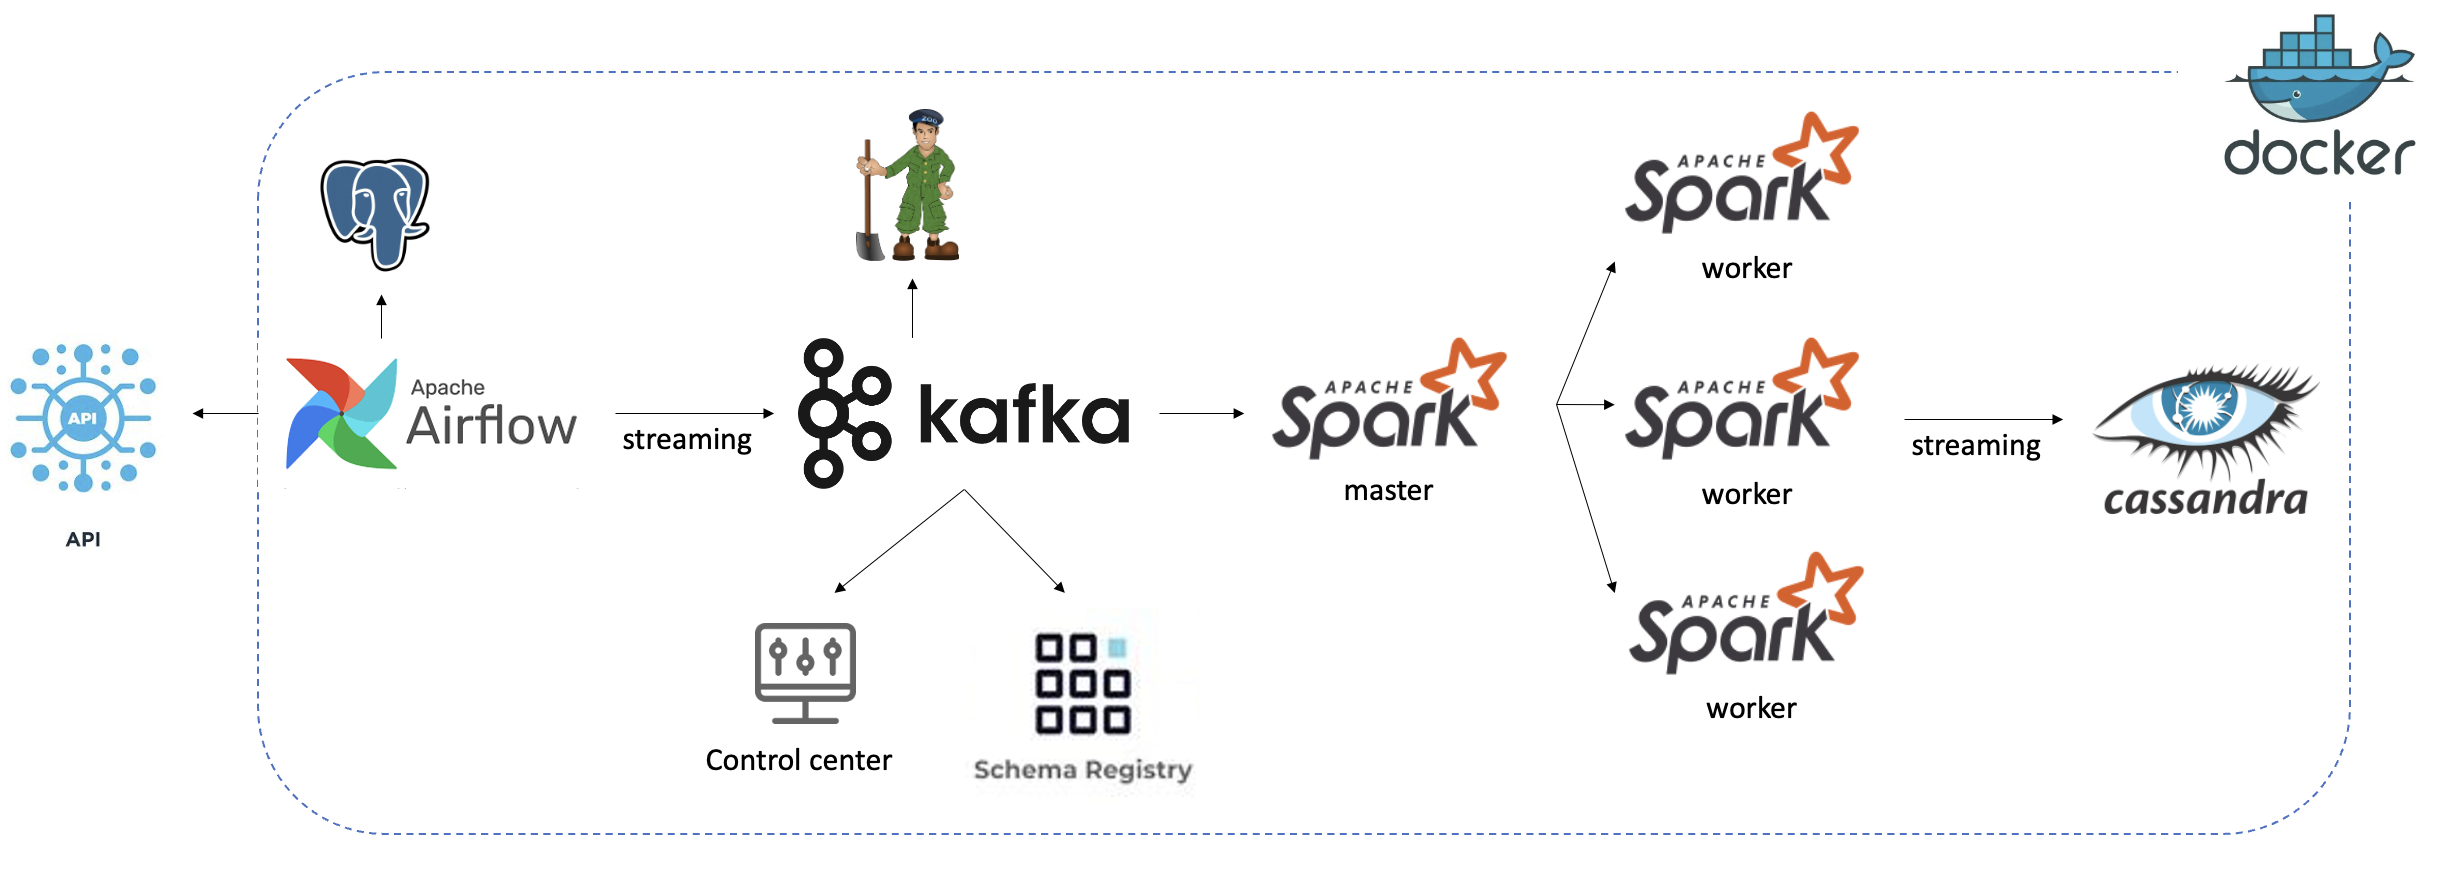 docker
ZOO
APACHE
Spark
worker
API
API
Apache
Airflow
streaming
kafka
APACHE
Spark
master
APACHE
Spark
worker
streaming
cassandra
APACHE
Spark
worker
Control center
Schema Registry